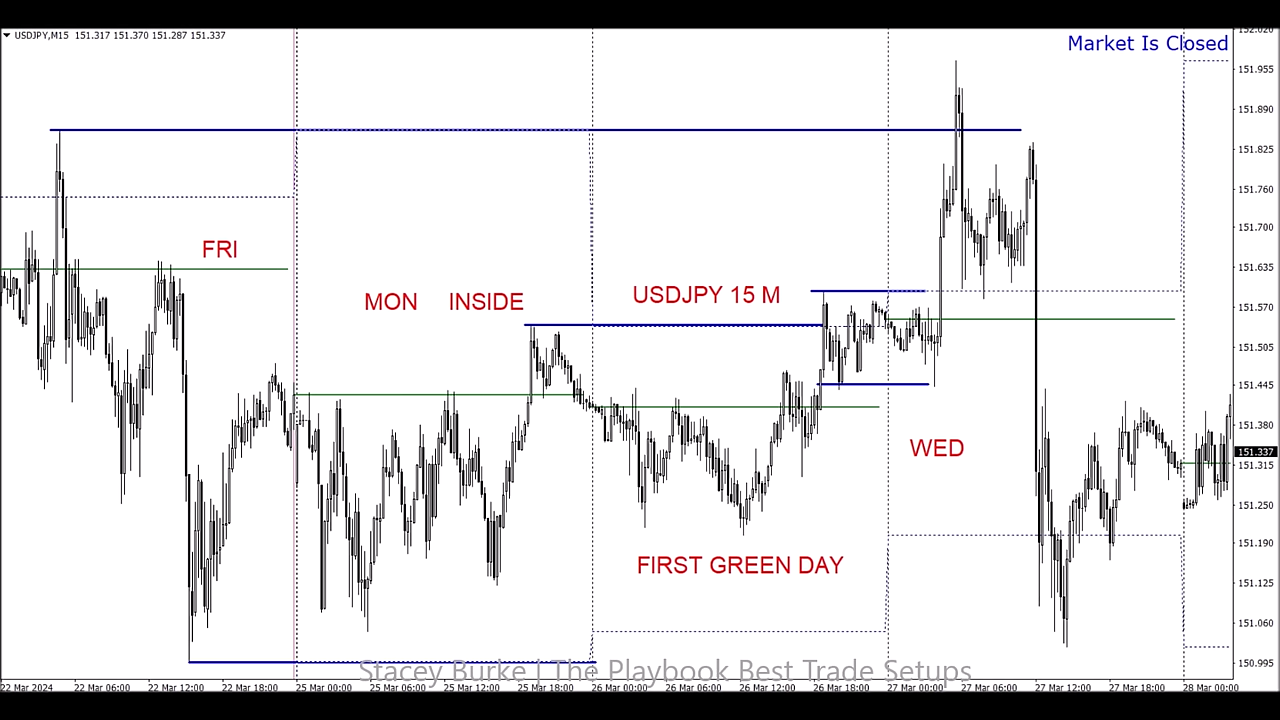 USDJPY,M15 151.317 151.370 151.287 151.337
152.020
Market Is Closed
151.955
151.890
151.825
151.760
151.700
151.635
151.570
151.505
151.445
151.380
151.337
151.315
151.250
151.190
151.125
151.060
150.995
FRI
MON INSIDE
USDJPY 15 M
WED
FIRST GREEN DAY
Stacey Burke | The Playbook Best Trade Setups
22 Mar 2024 22 Mar 06:00 22 Mar 12:00 22 Mar 18:00 25 Mar 00:00 25 Mar 06:00 25 Mar 12:00 25 Mar 18:00 26 Mar 00:00 26 Mar 06:00 26 Mar 12:00 26 Mar 18:00 27 Mar 00:00 27 Mar 06:00 27 Mar 12:00 27 Mar 18:00 28 Mar 00:00